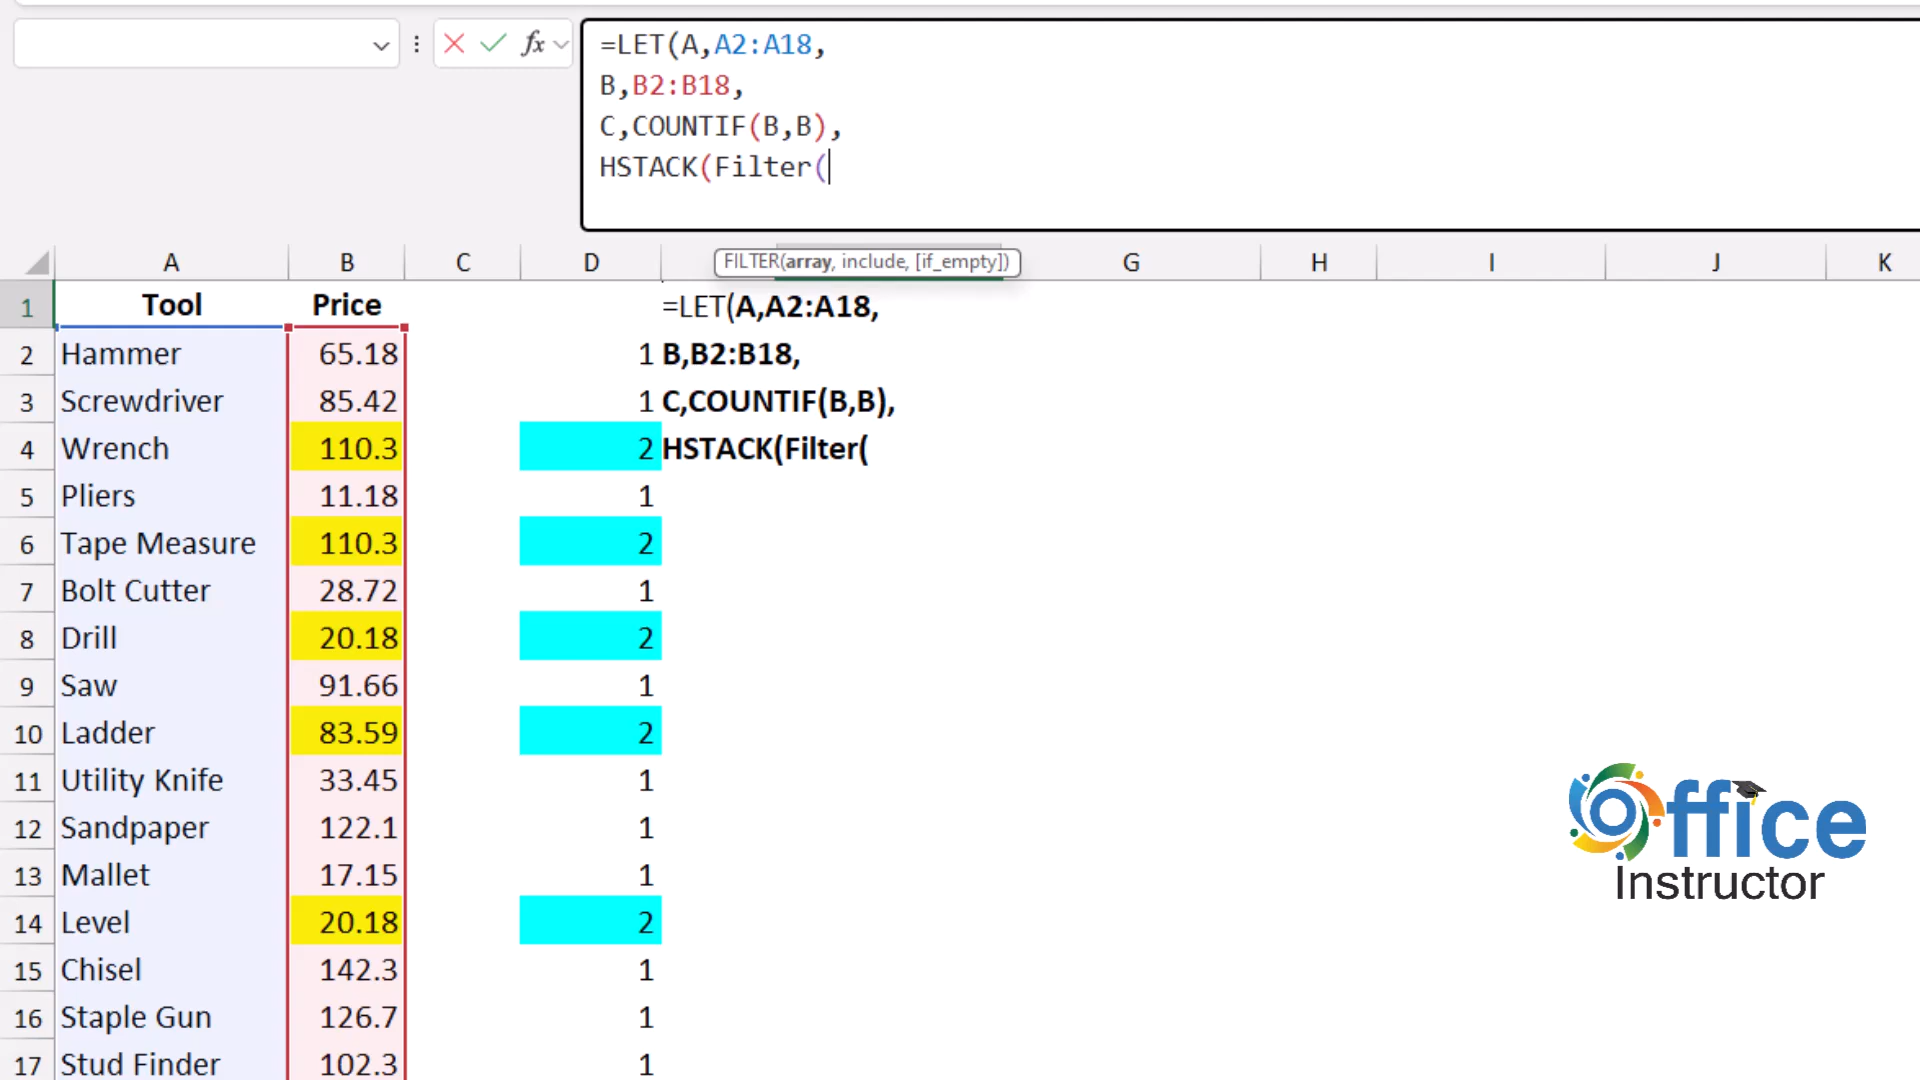 fx
=LET(A,A2:A18,
B,B2:B18,
C,COUNTIF(B,B),
HSTACK(Filter(
FILTER(array, include, [if_empty])
A B C D G H I J K
1 Tool Price =LET(A,A2:A18,
2 Hammer 65.18 1 B,B2:B18,
3 Screwdriver 85.42 1 C,COUNTIF(B,B),
4 Wrench 110.3 2 HSTACK(Filter(
5 Pliers 11.18 1
6 Tape Measure 110.3 2
7 Bolt Cutter 28.72 1
8 Drill 20.18 2
9 Saw 91.66 1
10 Ladder 83.59 2
11 Utility Knife 33.45 1
12 Sandpaper 122.1 1
13 Mallet 17.15 1
14 Level 20.18 2
15 Chisel 142.3 1
16 Staple Gun 126.7 1
17 Stud Finder 102.3 1
Office
Instructor